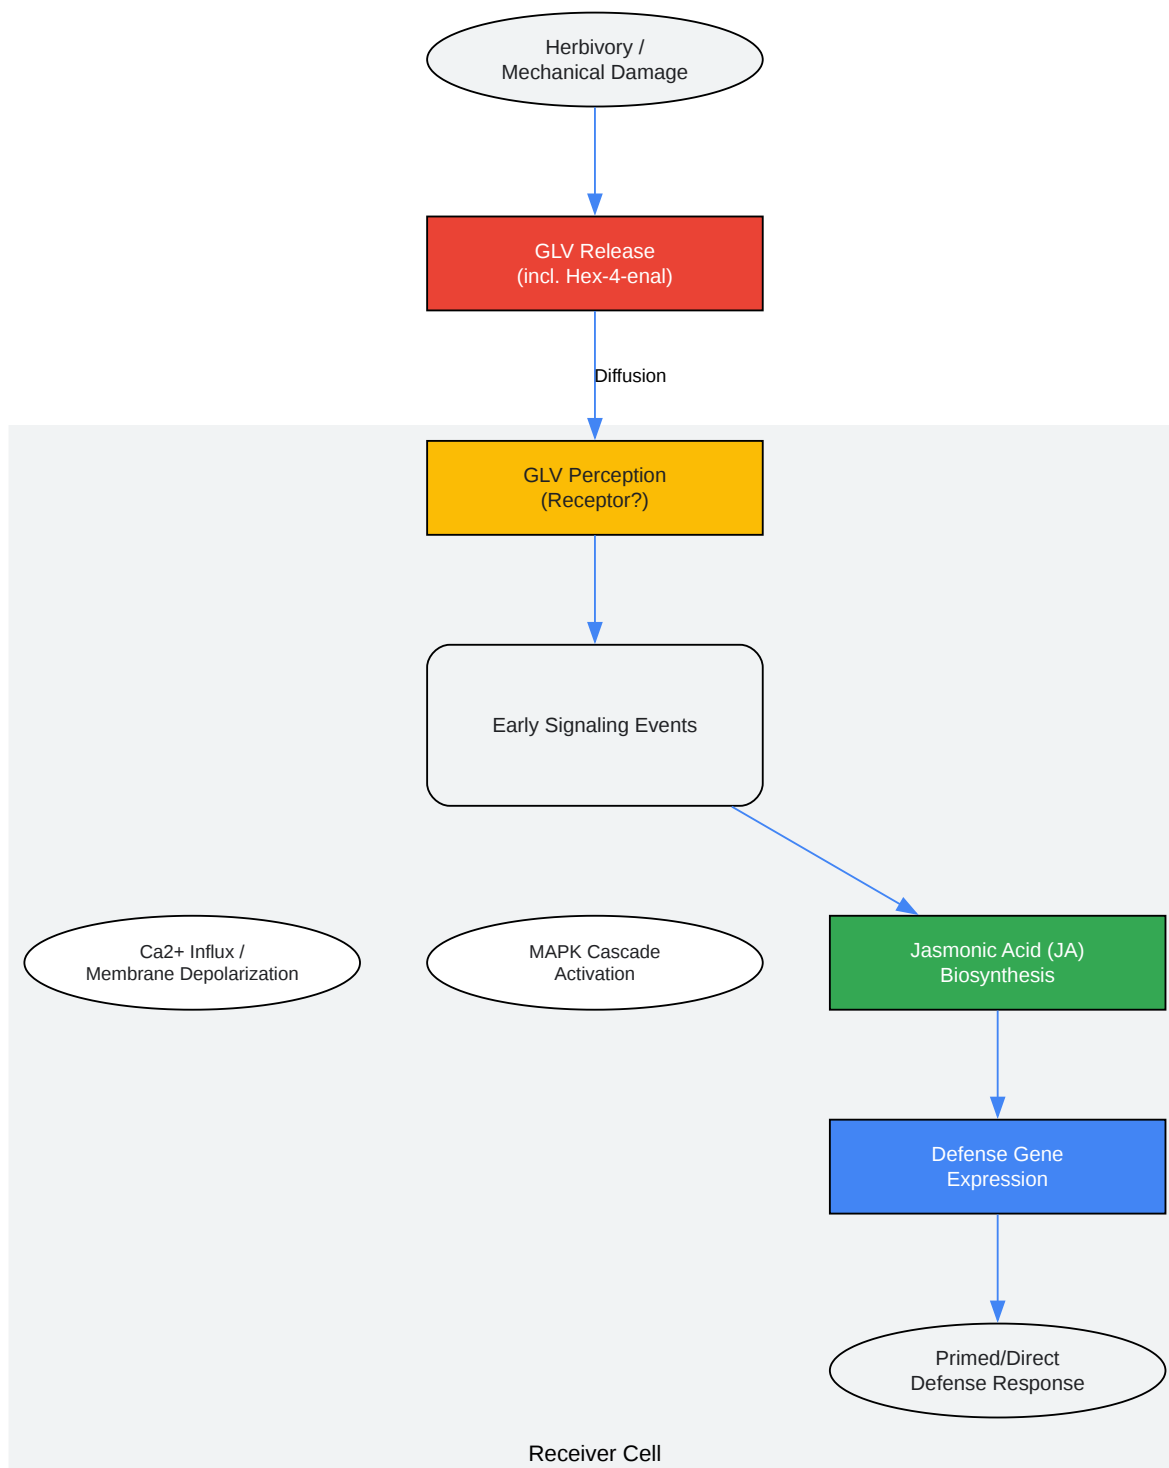 Herbivory /
Mechanical Damage
GLV Release
(incl. Hex-4-enal)
Diffusion
GLV Perception
(Receptor?)
Early Signaling Events
Ca2+ Influx /
Membrane Depolarization
MAPK Cascade
Activation
Jasmonic Acid (JA)
Biosynthesis
Defense Gene
Expression
Primed/Direct
Defense Response
Receiver Cell